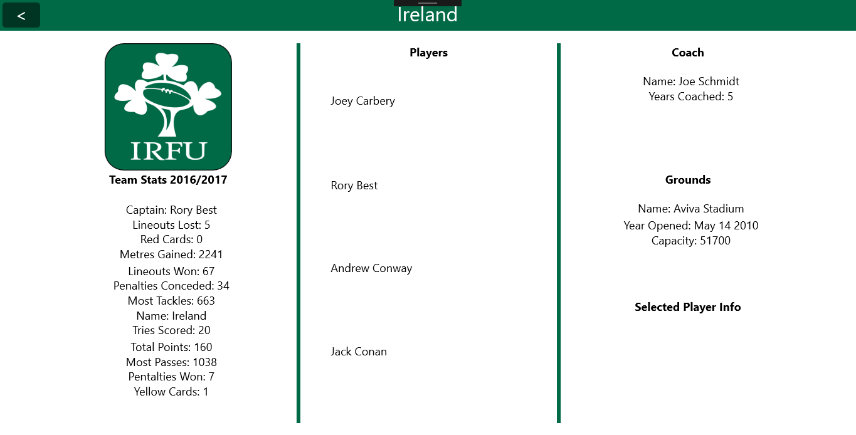 <
Ireland
IRFU
Team Stats 2016/2017
Captain: Rory Best
Lineouts Lost: 5
Red Cards: 0
Metres Gained: 2241
Lineouts Won: 67
Penalties Conceded: 34
Most Tackles: 663
Name: Ireland
Tries Scored: 20
Total Points: 160
Most Passes: 1038
Pentalties Won: 7
Yellow Cards: 1
Players
Joey Carbery
Rory Best
Andrew Conway
Jack Conan
Coach
Name: Joe Schmidt
Years Coached: 5
Grounds
Name: Aviva Stadium
Year Opened: May 14 2010
Capacity: 51700
Selected Player Info